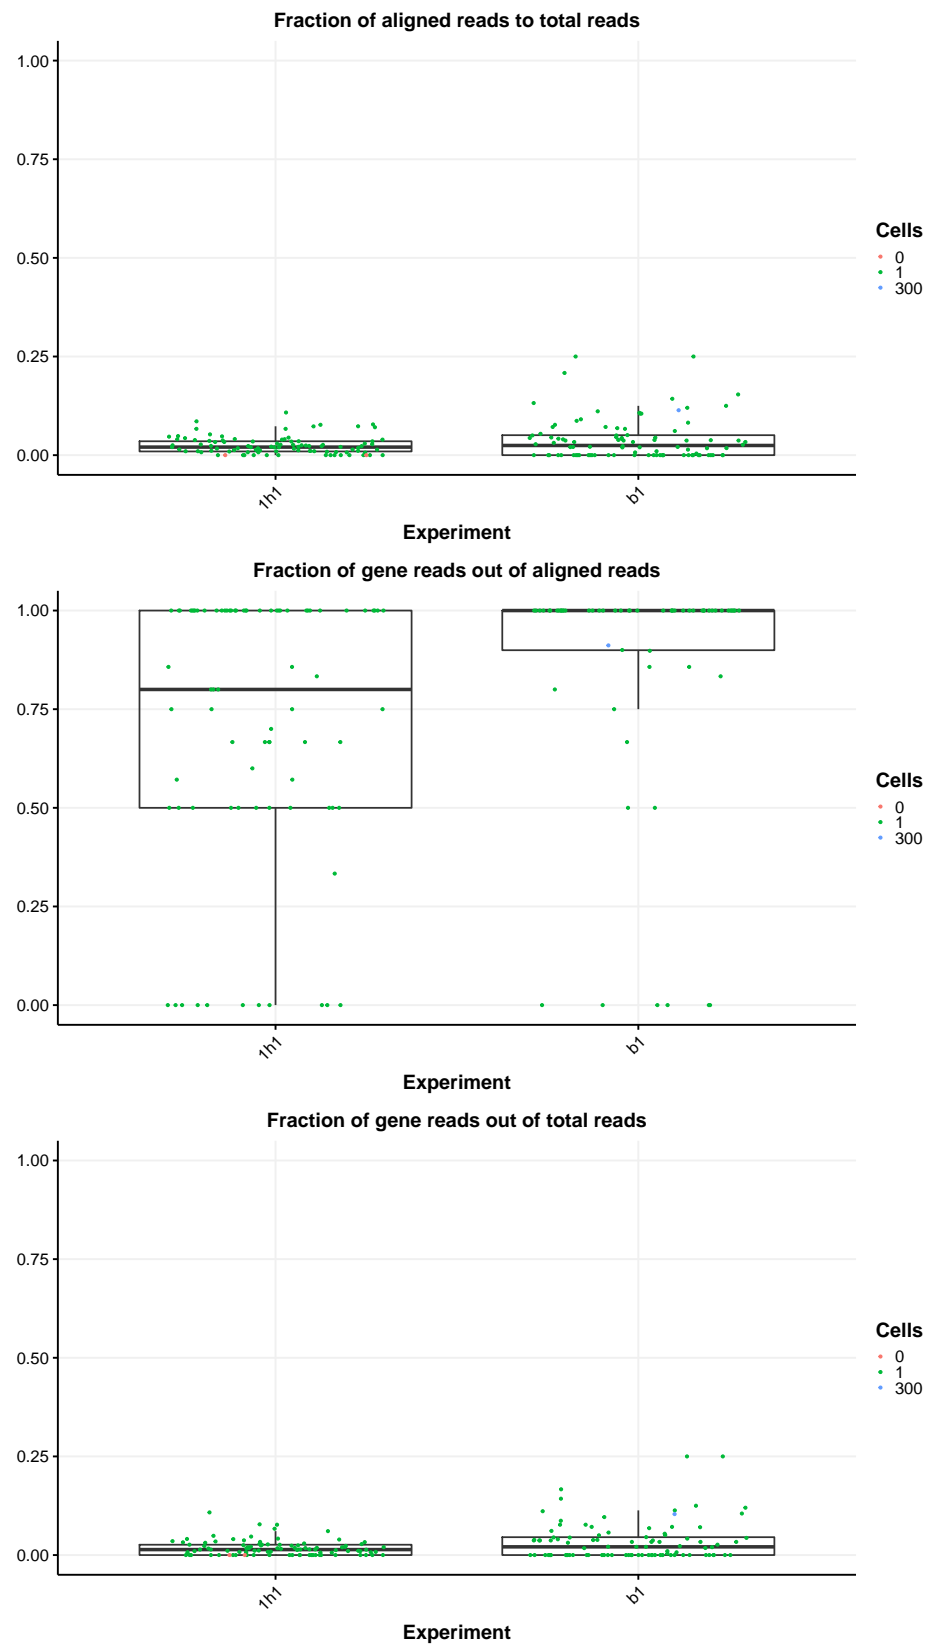 Fraction of aligned reads to total reads
1.00
0.75
0.50
0.25
0.00
1h1
b1
Experiment
Cells
0
1
300
Fraction of gene reads out of aligned reads
1.00
0.75
0.50
0.25
0.00
1h1
b1
Experiment
Cells
0
1
300
Fraction of gene reads out of total reads
1.00
0.75
0.50
0.25
0.00
1h1
b1
Experiment
Cells
0
1
300